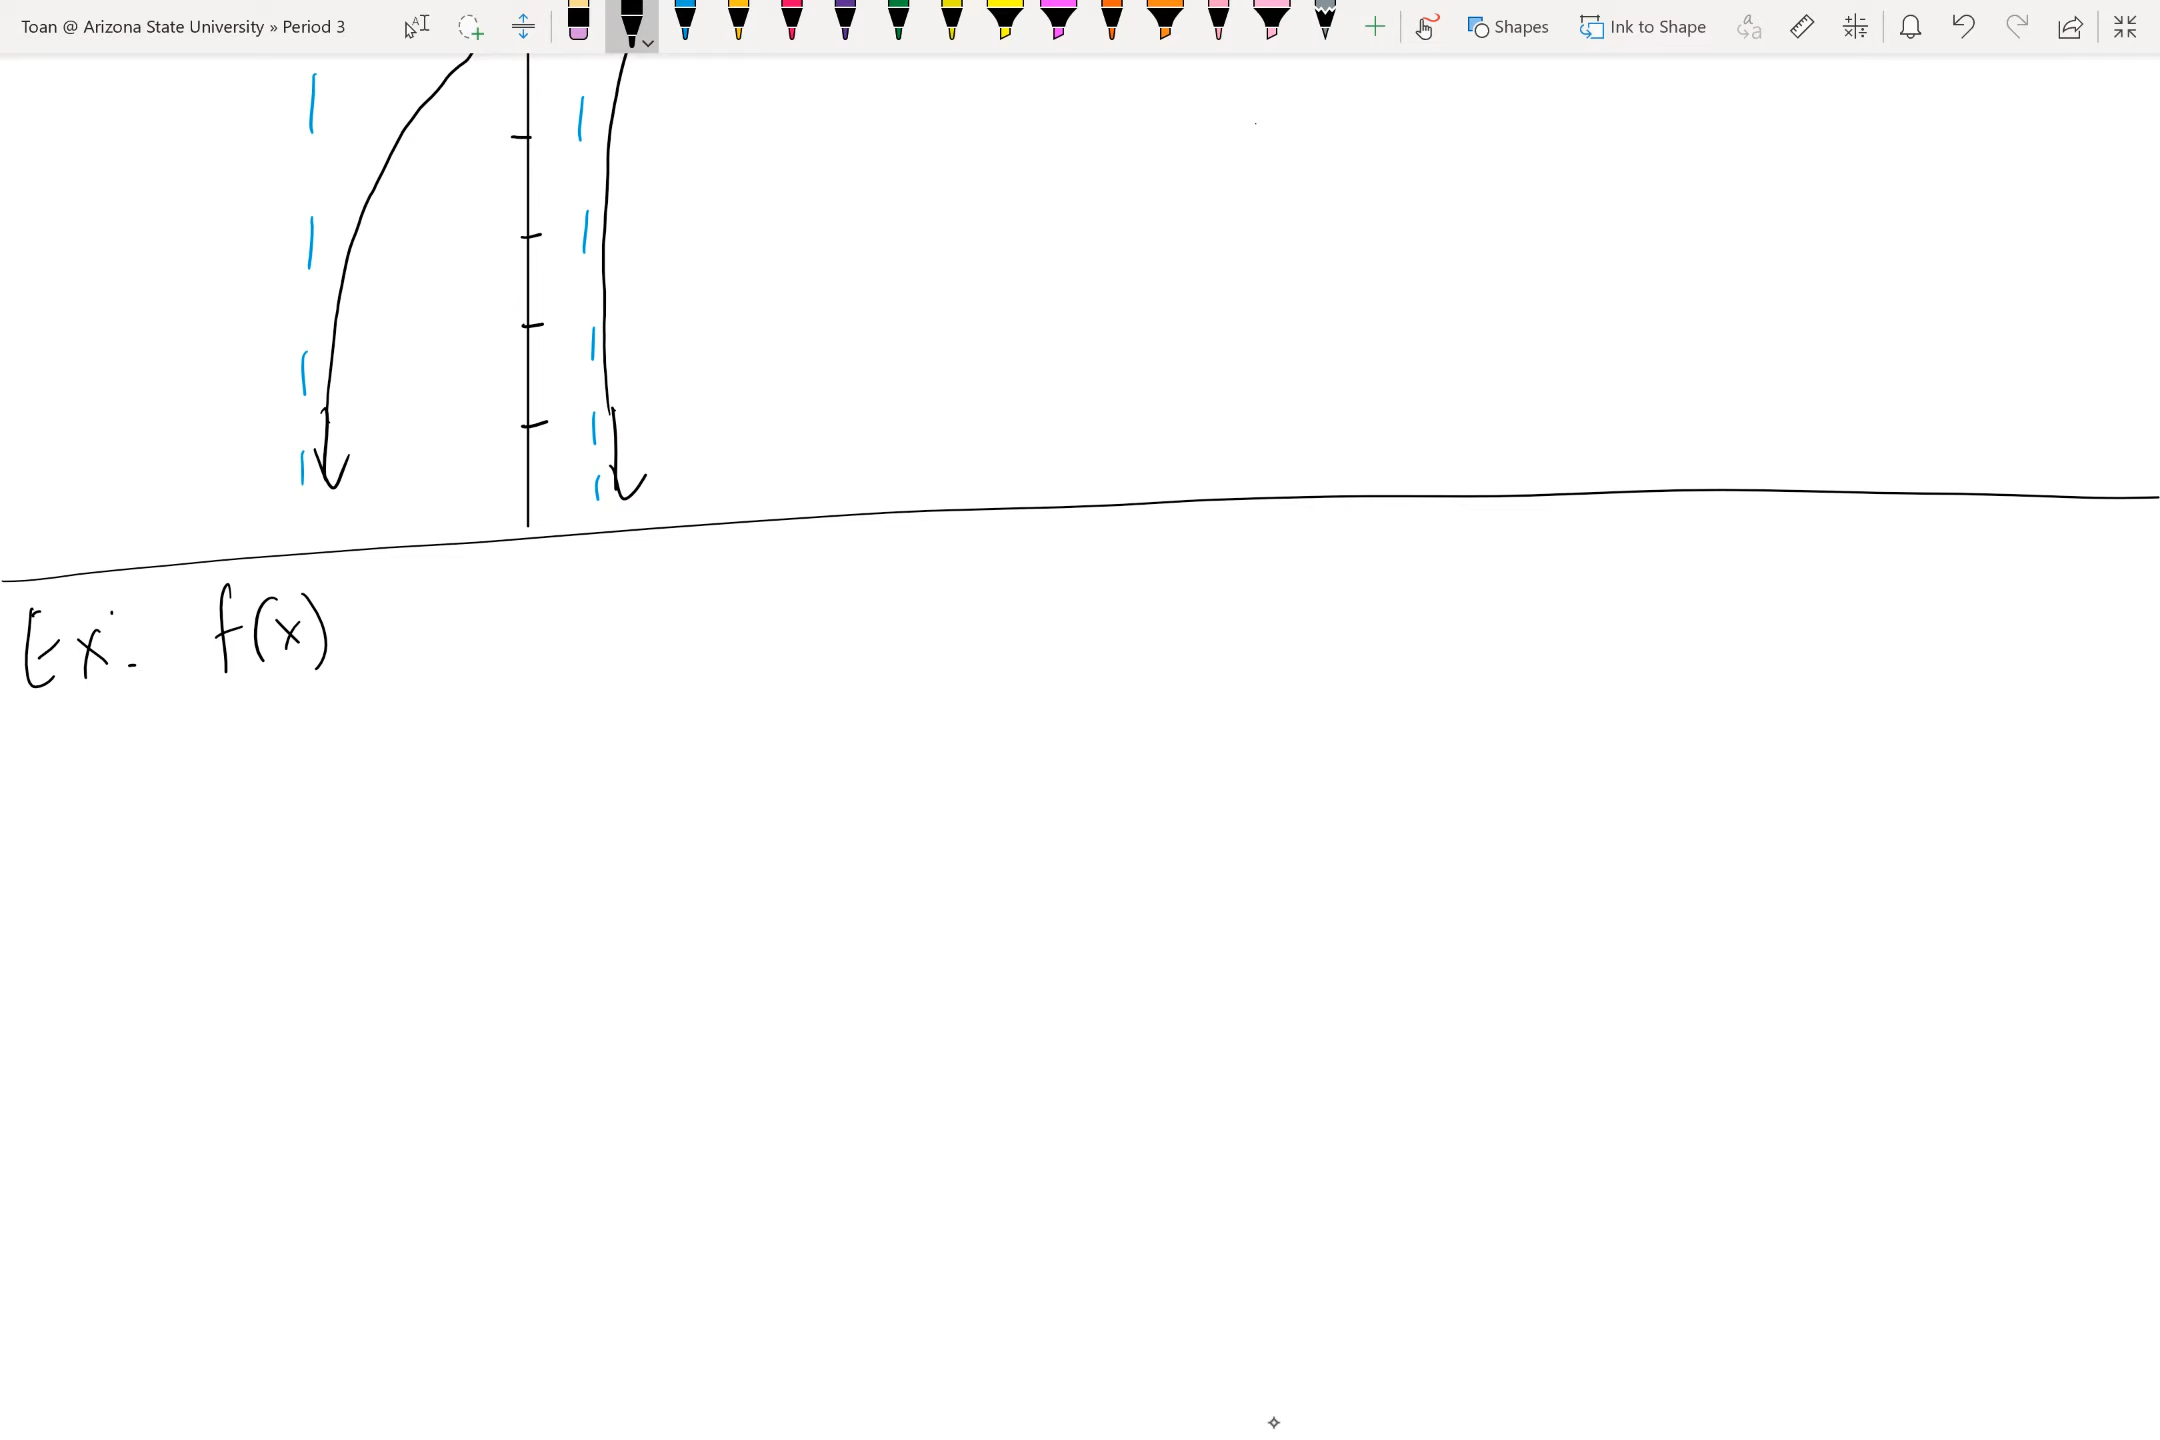 Toan @ Arizona State University » Period 3 Shapes Ink to Shape
Ex: f(x)